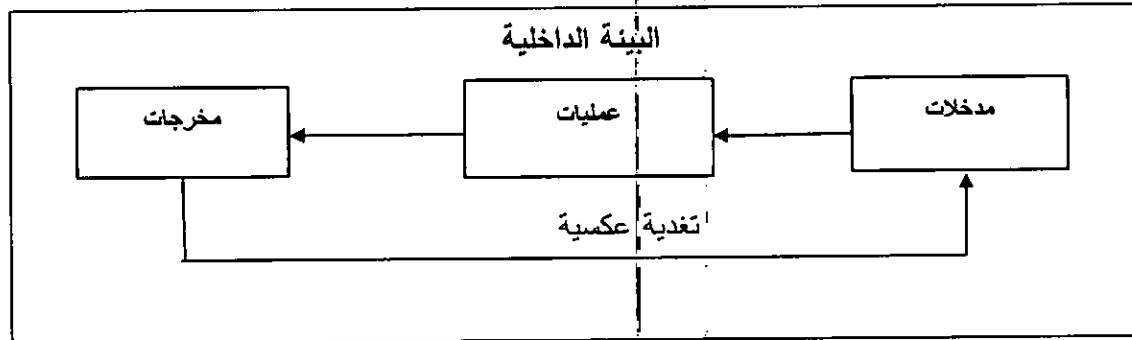 البيئة الداخلية
مدخلات
عمليات
مخرجات
تغدية عكسية